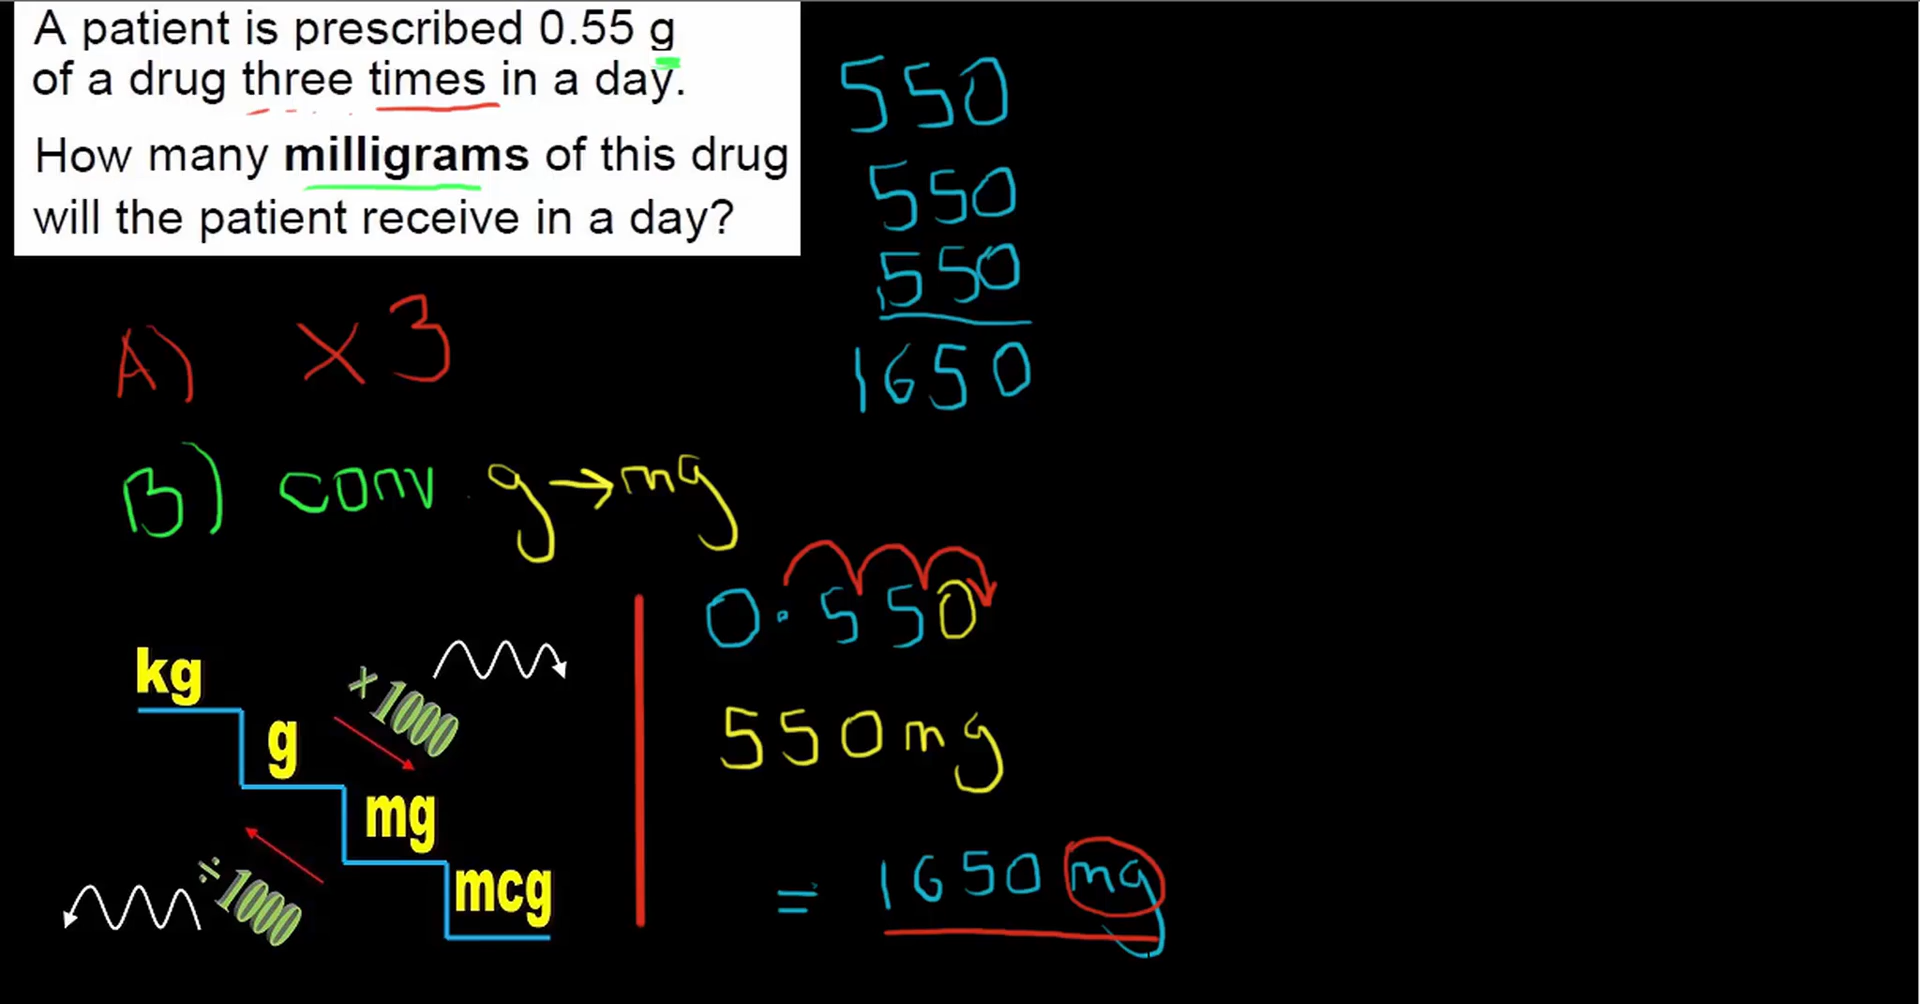 A patient is prescribed 0.55 g
of a drug three times in a day.
How many milligrams of this drug
will the patient receive in a day?
550
550
550
1650
A) × 3
B) conv. g → mg
0.550
550mg
= 1650 mg
kg
g
mg
mcg
× 1000
÷ 1000